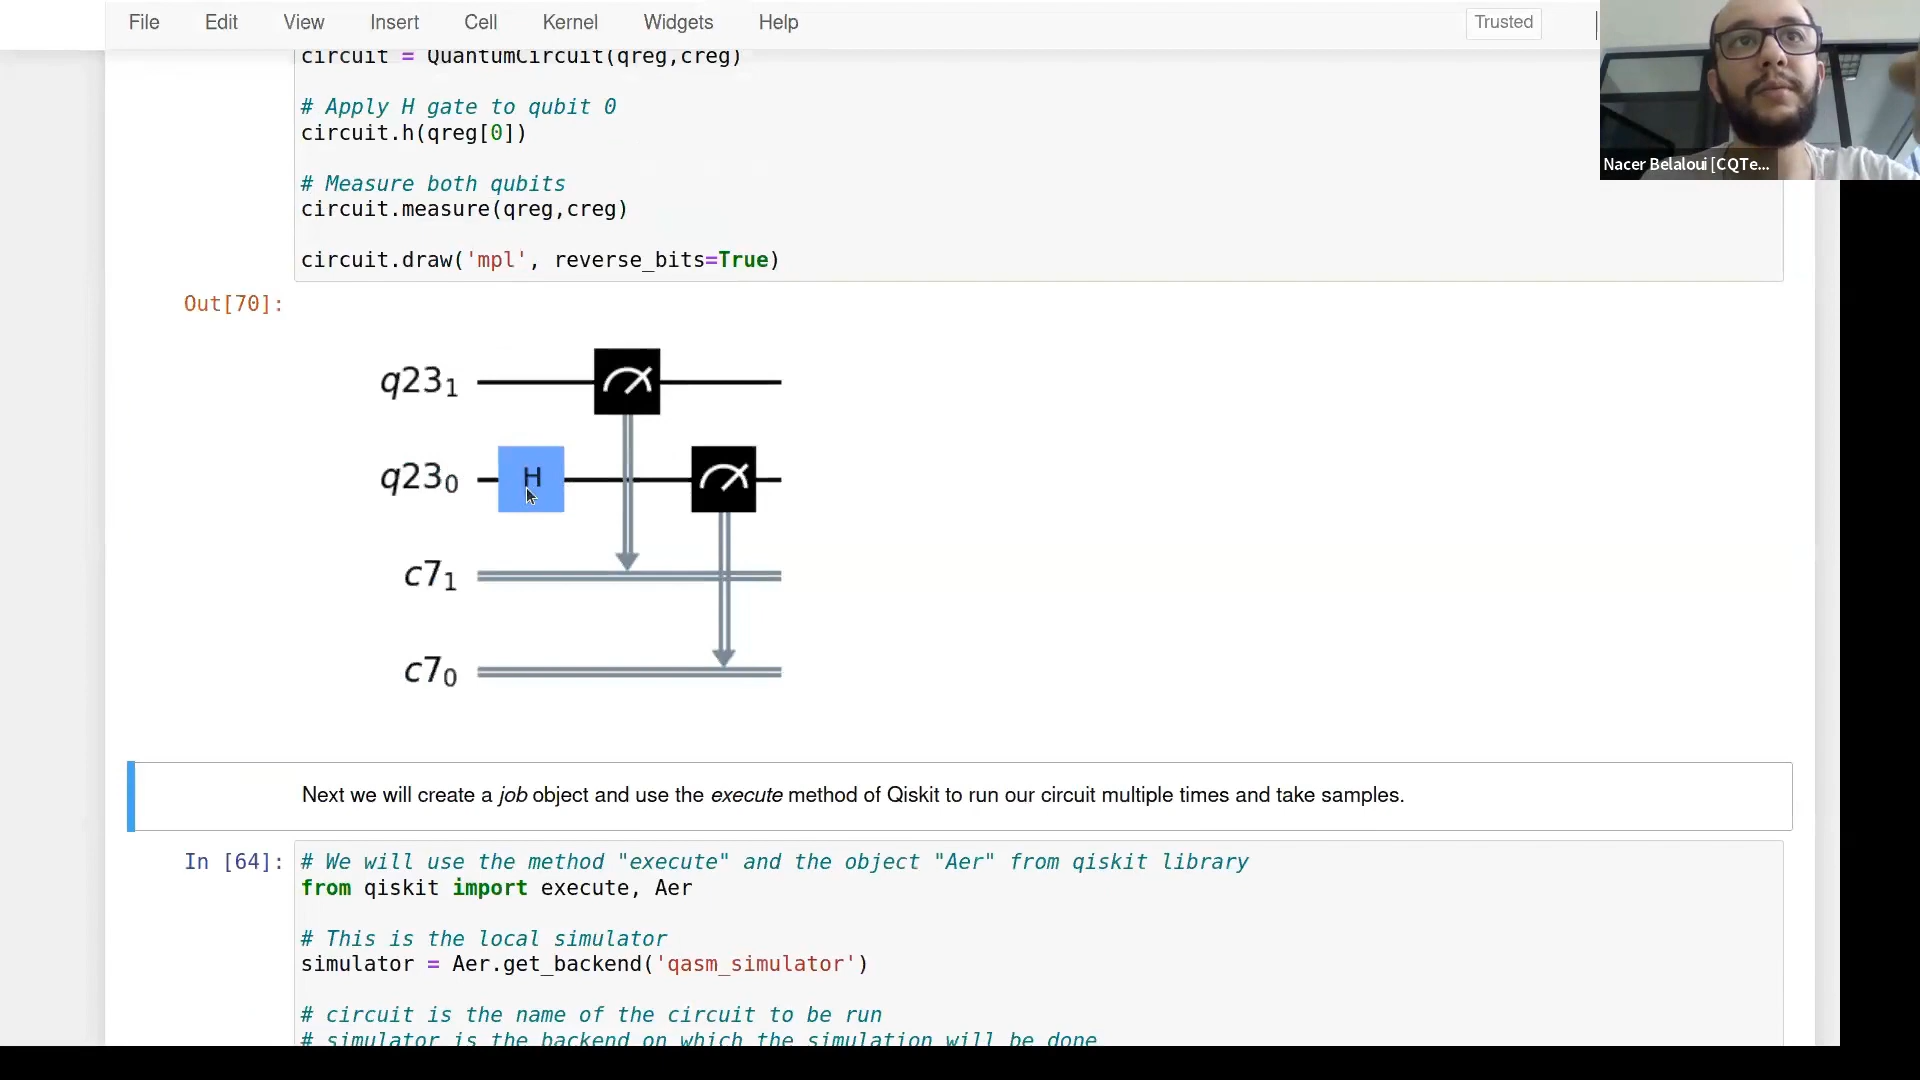 File Edit View Insert Cell Kernel Widgets Help Trusted
circuit = QuantumCircuit(qreg,creg)
# Apply H gate to qubit 0
circuit.h(qreg[0])
# Measure both qubits
circuit.measure(qreg,creg)
circuit.draw('mpl', reverse_bits=True)
Nacer Belaloui [CQTe...
Out[70]:
q23₁
q23₀ H
c7₁
c7₀
Next we will create a job object and use the execute method of Qiskit to run our circuit multiple times and take samples.
In [64]: # We will use the method "execute" and the object "Aer" from qiskit library
from qiskit import execute, Aer
# This is the local simulator
simulator = Aer.get_backend('qasm_simulator')
# circuit is the name of the circuit to be run
# simulator is the backend on which the simulation will be done